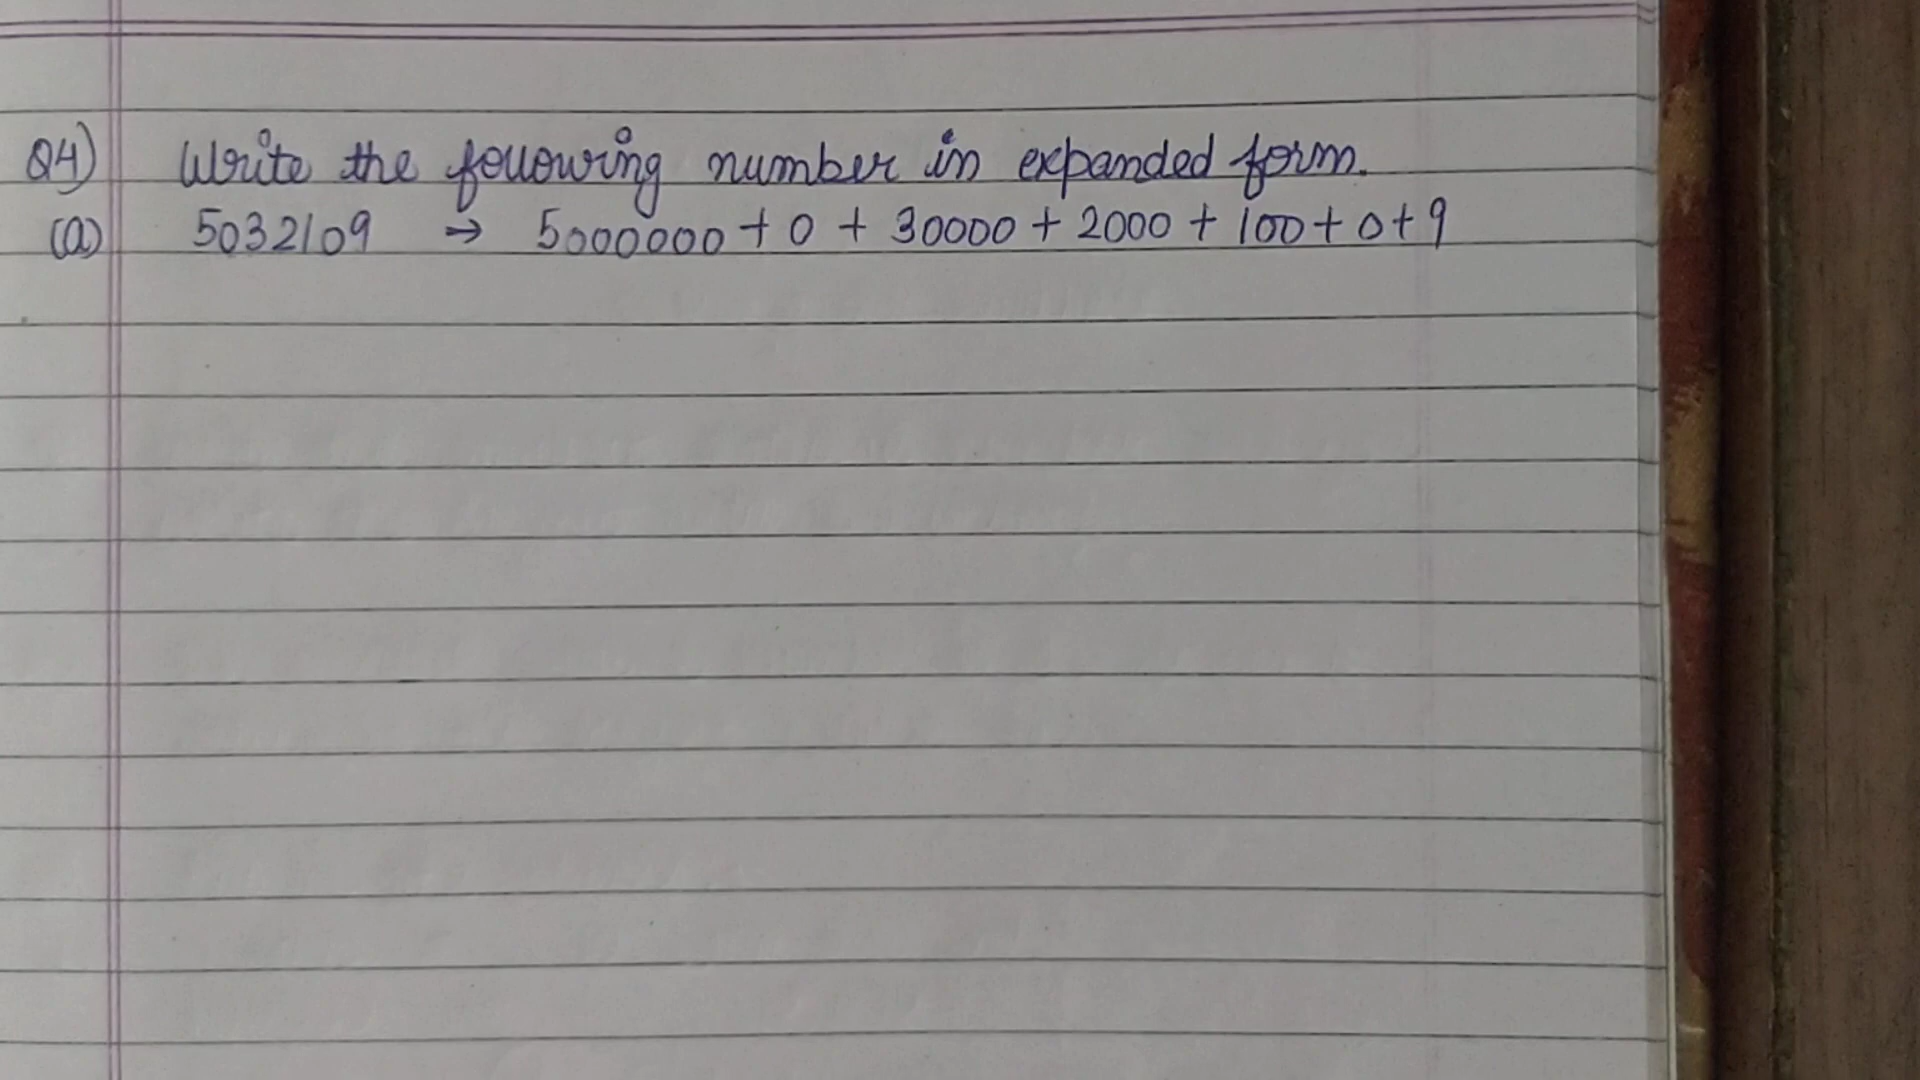 Q4) Write the following number in expanded form.
(a) 5032109 → 5000000 + 0 + 30000 + 2000 + 100 + 0 + 9